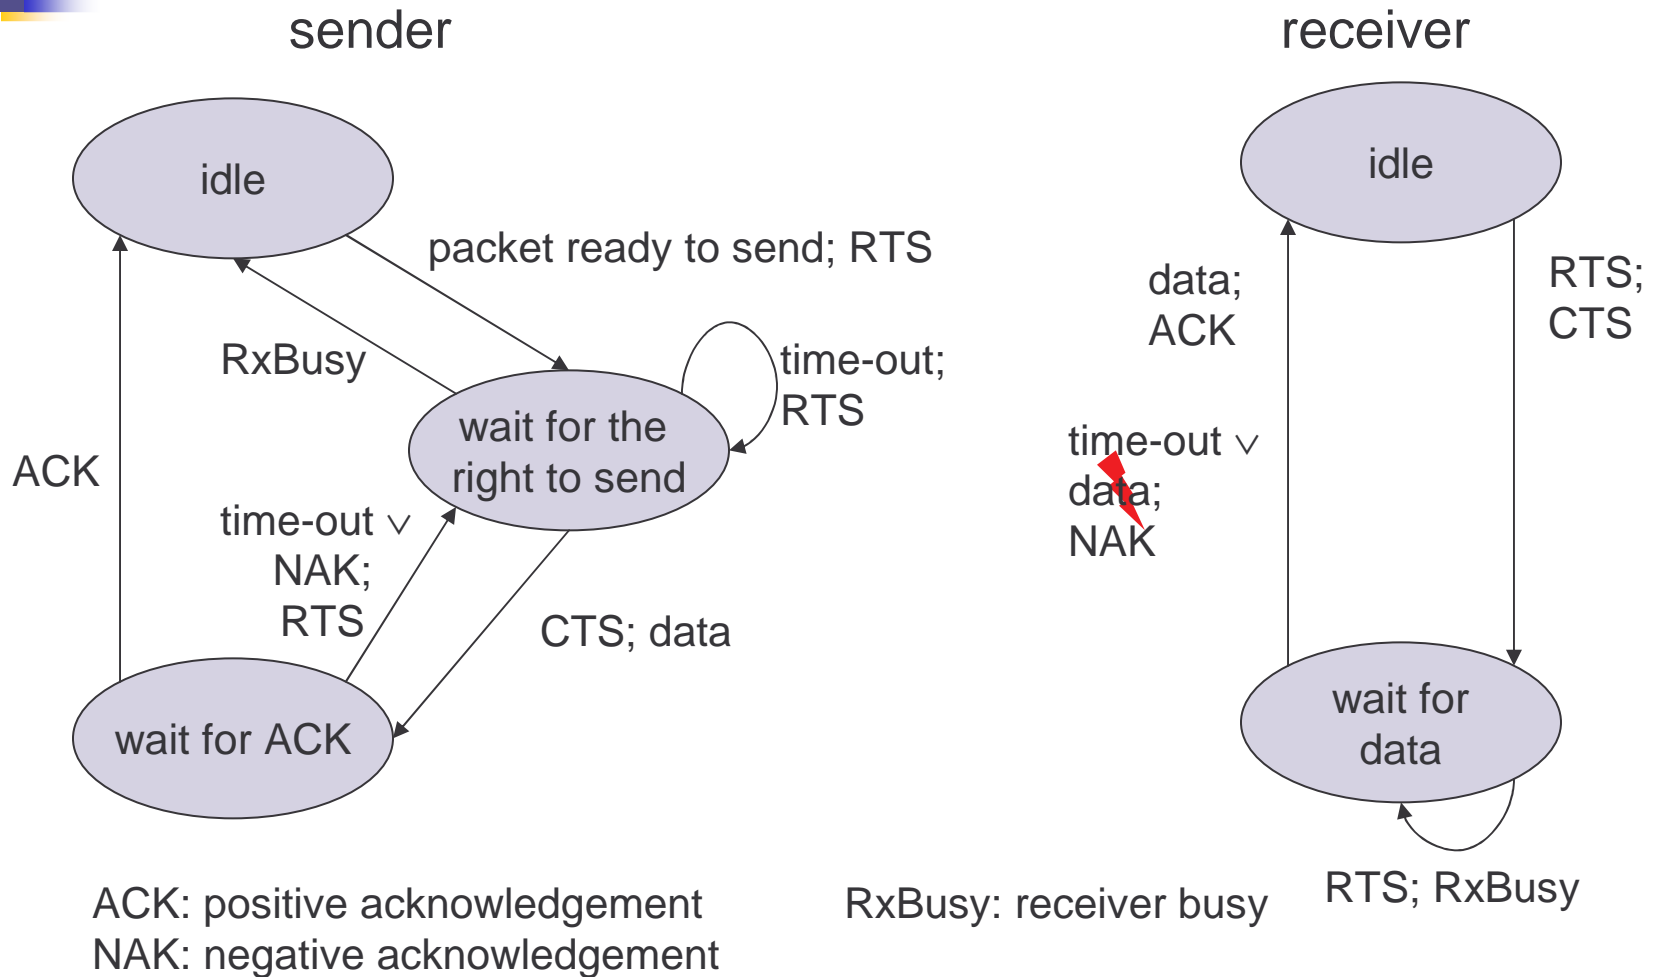 sender
receiver
idle
idle
packet ready to send; RTS
data;
ACK
RTS;
CTS
RxBusy
time-out;
RTS
wait for the
right to send
time-out ∨
data;
NAK
ACK
time-out ∨
NAK;
RTS
CTS; data
wait for ACK
wait for
data
RTS; RxBusy
ACK: positive acknowledgement
NAK: negative acknowledgement
RxBusy: receiver busy